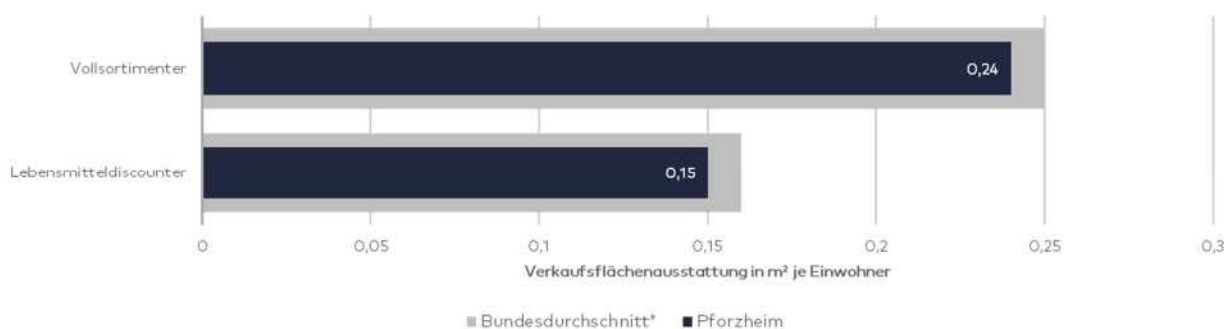 Vollsortimenter
0,24
Lebensmitteldiscounter
0,15
0 0,05 0,1 0,15 0,2 0,25 0,3
Verkaufsflächenausstattung in m² je Einwohner
Bundesdurchschnitt* Pforzheim